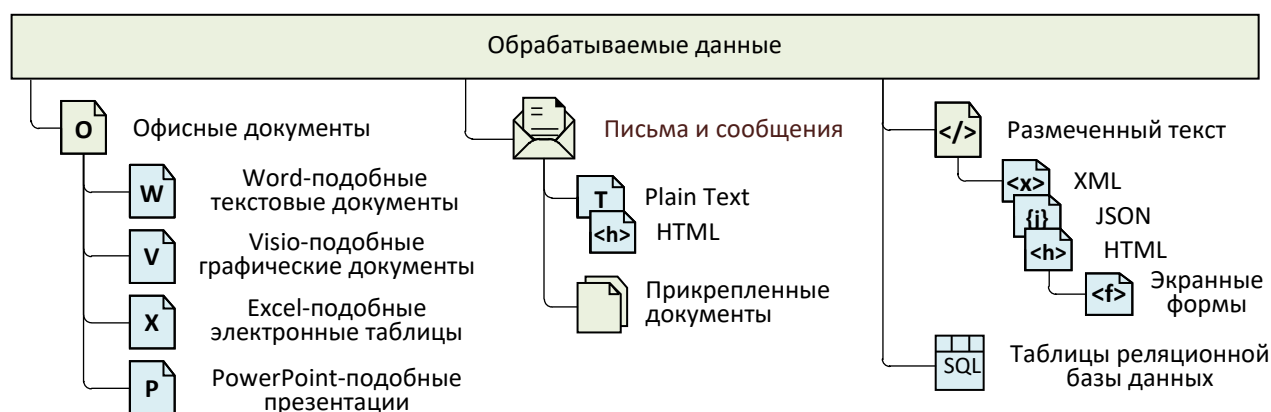 Обрабатываемые данные
O
Офисные документы
W
Word-подобные
текстовые документы
V
Visio-подобные
графические документы
X
Excel-подобные
электронные таблицы
P
PowerPoint-подобные
презентации
Письма и сообщения
T
Plain Text
<h>
HTML
Прикрепленные
документы
</>
Размеченный текст
<x>
XML
{j}
JSON
<h>
HTML
<f>
Экранные
формы
SQL
Таблицы реляционной
базы данных